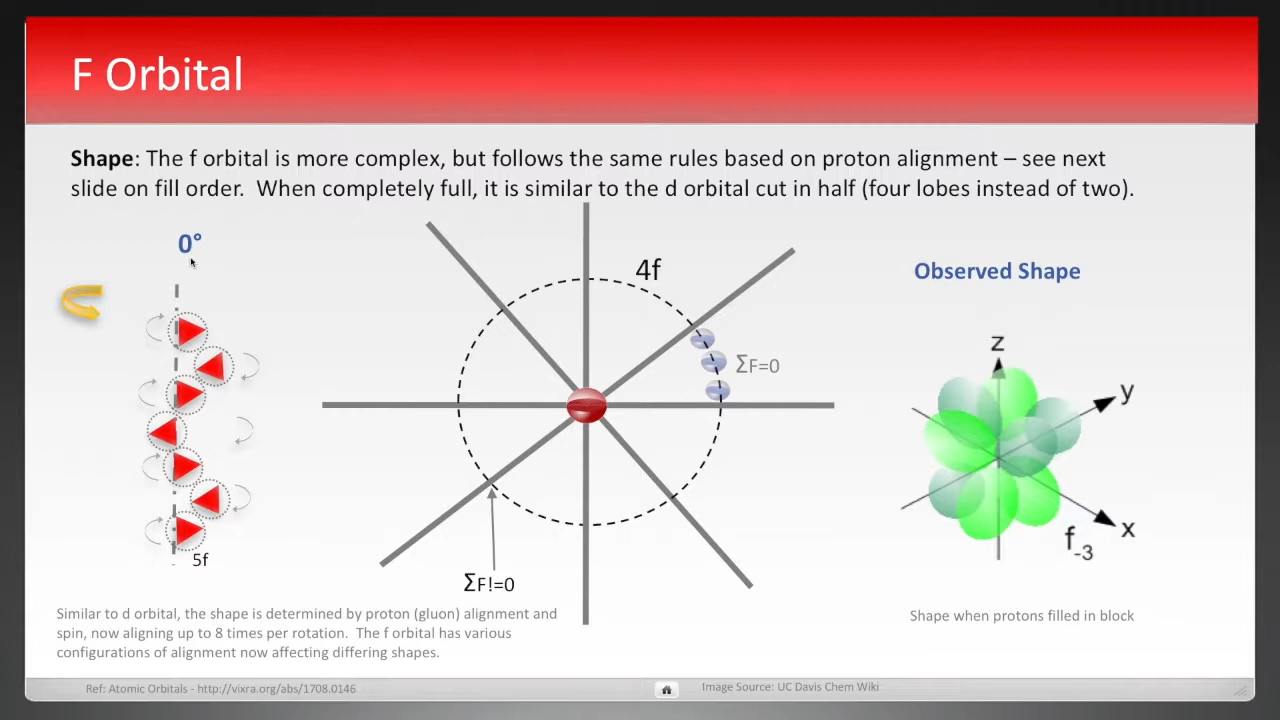 F Orbital
Shape: The f orbital is more complex, but follows the same rules based on proton alignment – see next
slide on fill order.  When completely full, it is similar to the d orbital cut in half (four lobes instead of two).
0°
4f
Observed Shape
ΣF=0
z
y
x
f-3
5f
ΣF!=0
Similar to d orbital, the shape is determined by proton (gluon) alignment and
spin, now aligning up to 8 times per rotation.  The f orbital has various
configurations of alignment now affecting differing shapes.
Shape when protons filled in block
Ref: Atomic Orbitals - http://vixra.org/abs/1708.0146
Image Source: UC Davis Chem Wiki